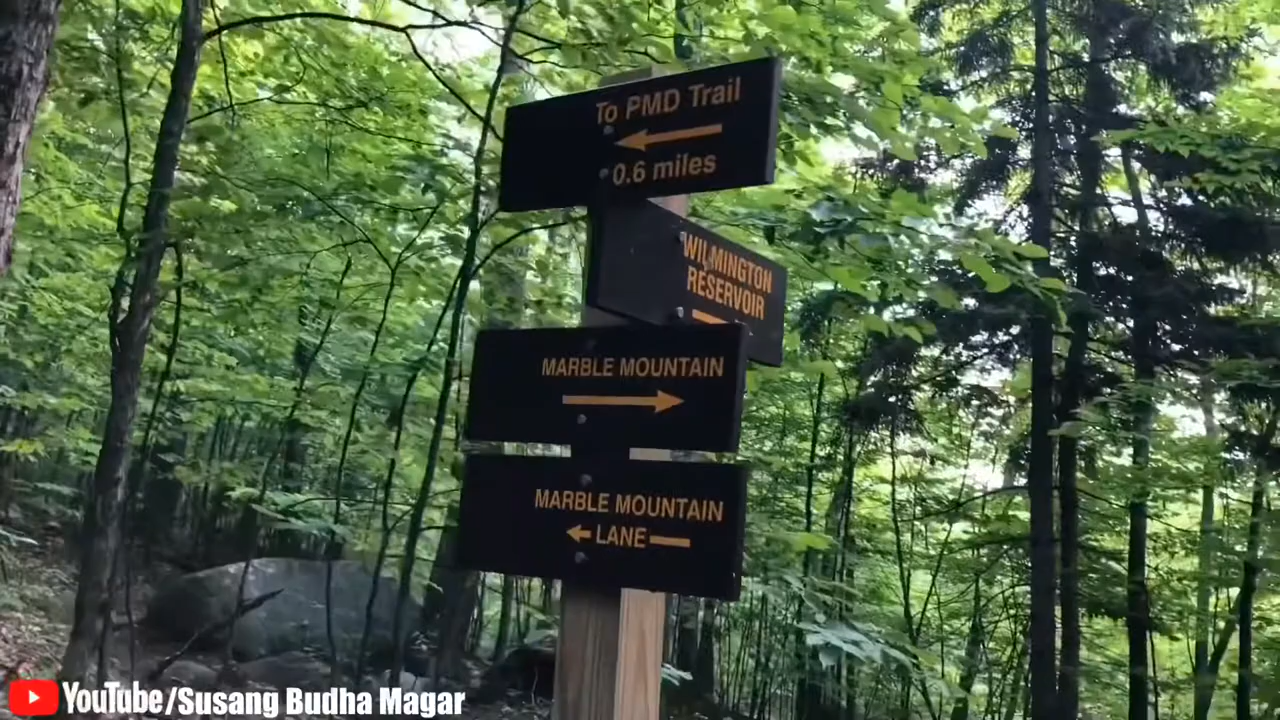 To PMD Trail
0.6 miles
WILMINGTON
RESERVOIR
MARBLE MOUNTAIN
MARBLE MOUNTAIN
LANE
YouTube/Susang Budha Magar